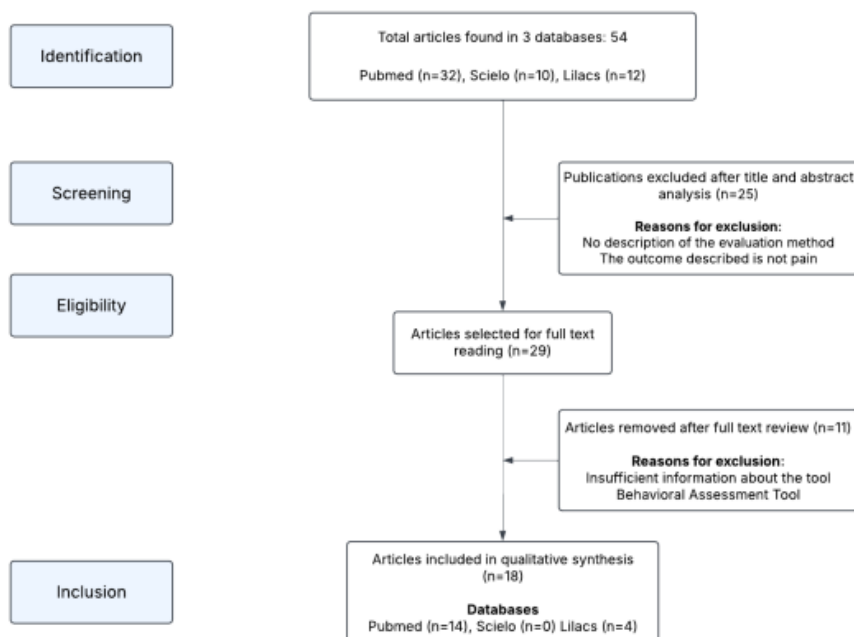 Identification
Total articles found in 3 databases: 54
Pubmed (n=32), Scielo (n=10), Lilacs (n=12)
Screening
Publications excluded after title and abstract
analysis (n=25)
Reasons for exclusion:
No description of the evaluation method
The outcome described is not pain
Eligibility
Articles selected for full text
reading (n=29)
Articles removed after full text review (n=11)
Reasons for exclusion:
Insufficient information about the tool
Behavioral Assessment Tool
Inclusion
Articles included in qualitative synthesis
(n=18)
Databases
Pubmed (n=14), Scielo (n=0) Lilacs (n=4)